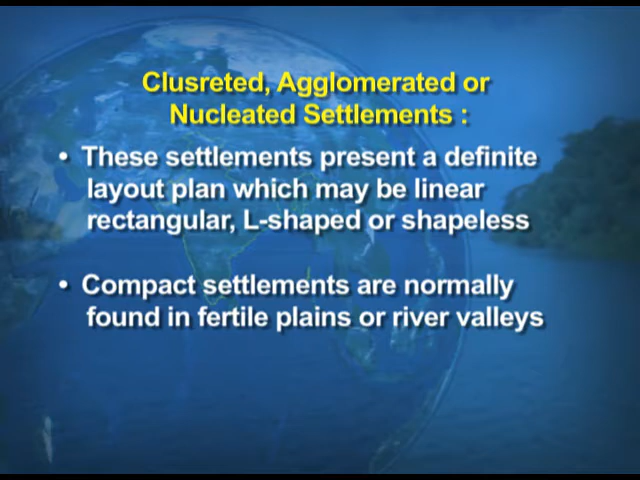 Clusreted, Agglomerated or
Nucleated Settlements :
• These settlements present a definite
layout plan which may be linear
rectangular, L-shaped or shapeless
• Compact settlements are normally
found in fertile plains or river valleys